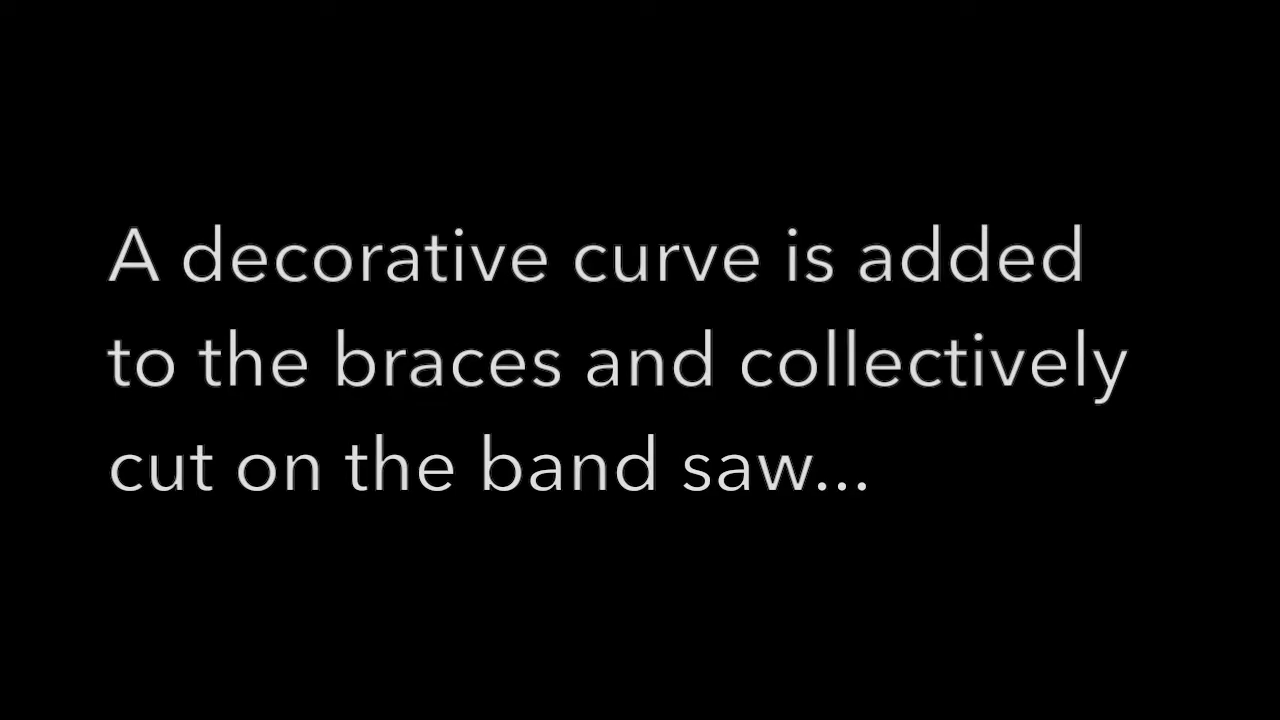 A decorative curve is added
to the braces and collectively
cut on the band saw...